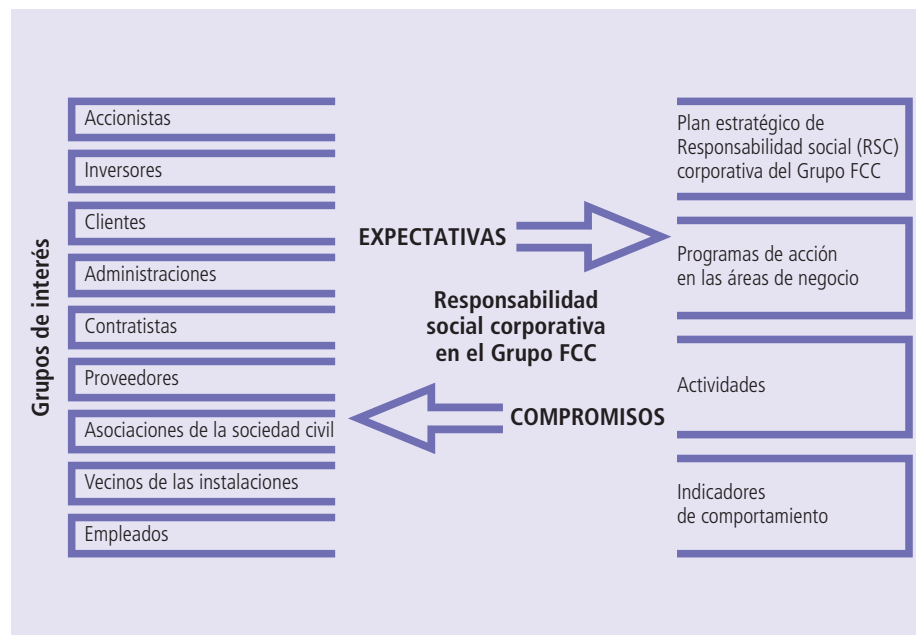 Grupos de interés
Accionistas
Inversores
Clientes
Administraciones
Contratistas
Proveedores
Asociaciones de la sociedad civil
Vecinos de las instalaciones
Empleados
EXPECTATIVAS
Responsabilidad
social corporativa
en el Grupo FCC
COMPROMISOS
Plan estratégico de
Responsabilidad social (RSC)
corporativa del Grupo FCC
Programas de acción
en las áreas de negocio
Actividades
Indicadores
de comportamiento